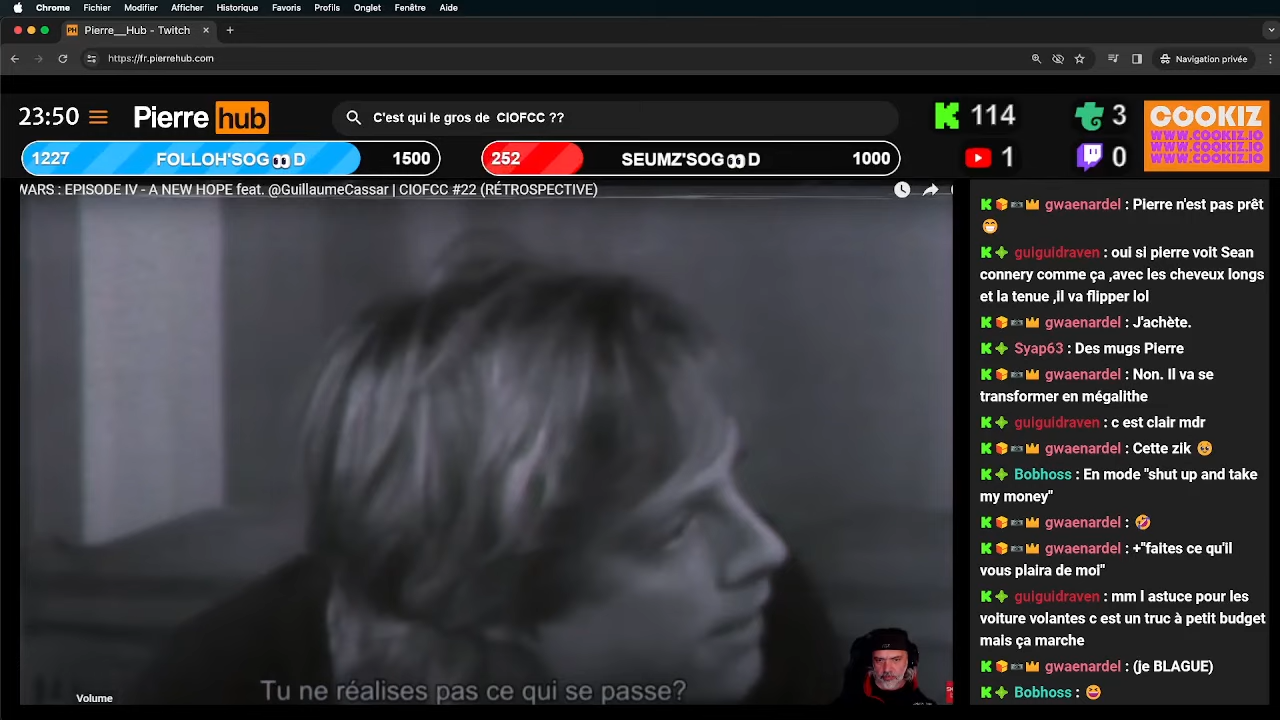 Chrome Fichier Modifier Afficher Historique Favoris Profils Onglet Fenêtre Aide
PH Pierre__Hub - Twitch
https://fr.pierrehub.com
Navigation privée
23:50
Pierre hub
C'est qui le gros de CIOFCC ??
114
3
1
0
COOKIZ
WWW.COOKIZ.IO
WWW.COOKIZ.IO
WWW.COOKIZ.IO
1227 FOLLOH'SOG👀D 1500
252 SEUMZ'SOG👀D 1000
WARS : EPISODE IV - A NEW HOPE feat. @GuillaumeCassar | CIOFCC #22 (RÉTROSPECTIVE)
Tu ne réalises pas ce qui se passe?
Volume
gwaenardel : Pierre n'est pas prêt
😁
guiguidraven : oui si pierre voit Sean
connery comme ça ,avec les cheveux longs
et la tenue ,il va flipper lol
gwaenardel : J'achète.
Syap63 : Des mugs Pierre
gwaenardel : Non. Il va se
transformer en mégalithe
guiguidraven : c est clair mdr
gwaenardel : Cette zik 🥹
Bobhoss : En mode "shut up and take
my money"
gwaenardel : 🤣
gwaenardel : +"faites ce qu'il
vous plaira de moi"
guiguidraven : mm l astuce pour les
voiture volantes c est un truc à petit budget
mais ça marche
gwaenardel : (je BLAGUE)
Bobhoss : 😆